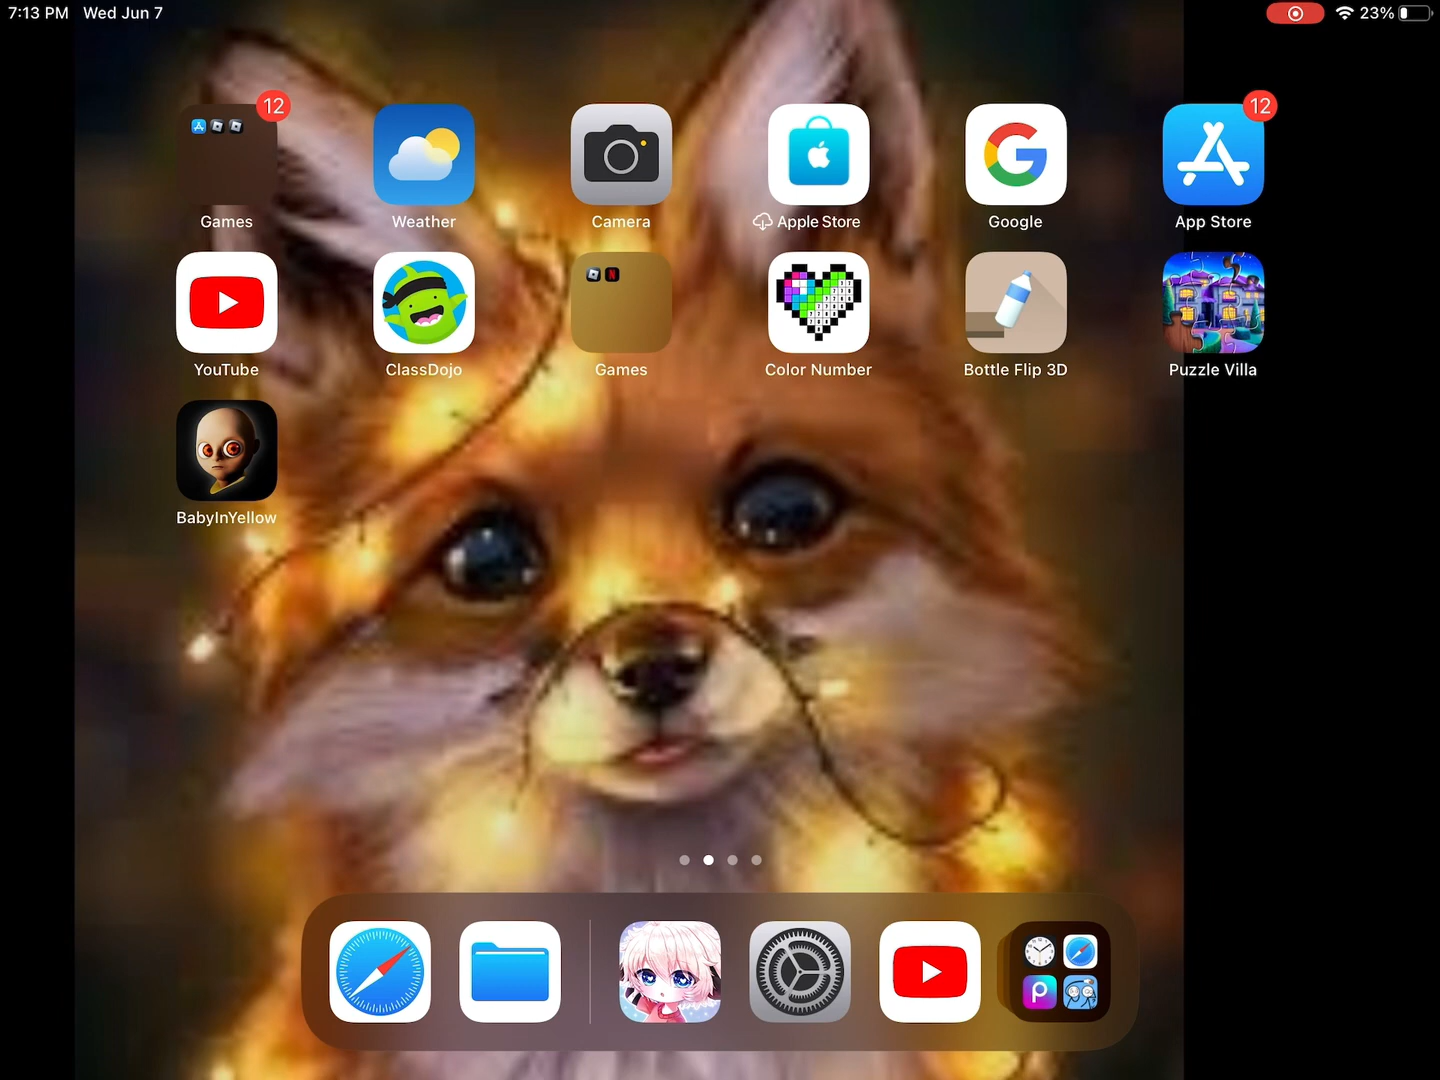 7:13 PM Wed Jun 7
23%
12
12
Games
Weather
Camera
Apple Store
Google
App Store
YouTube
ClassDojo
Games
Color Number
Bottle Flip 3D
Puzzle Villa
BabyInYellow